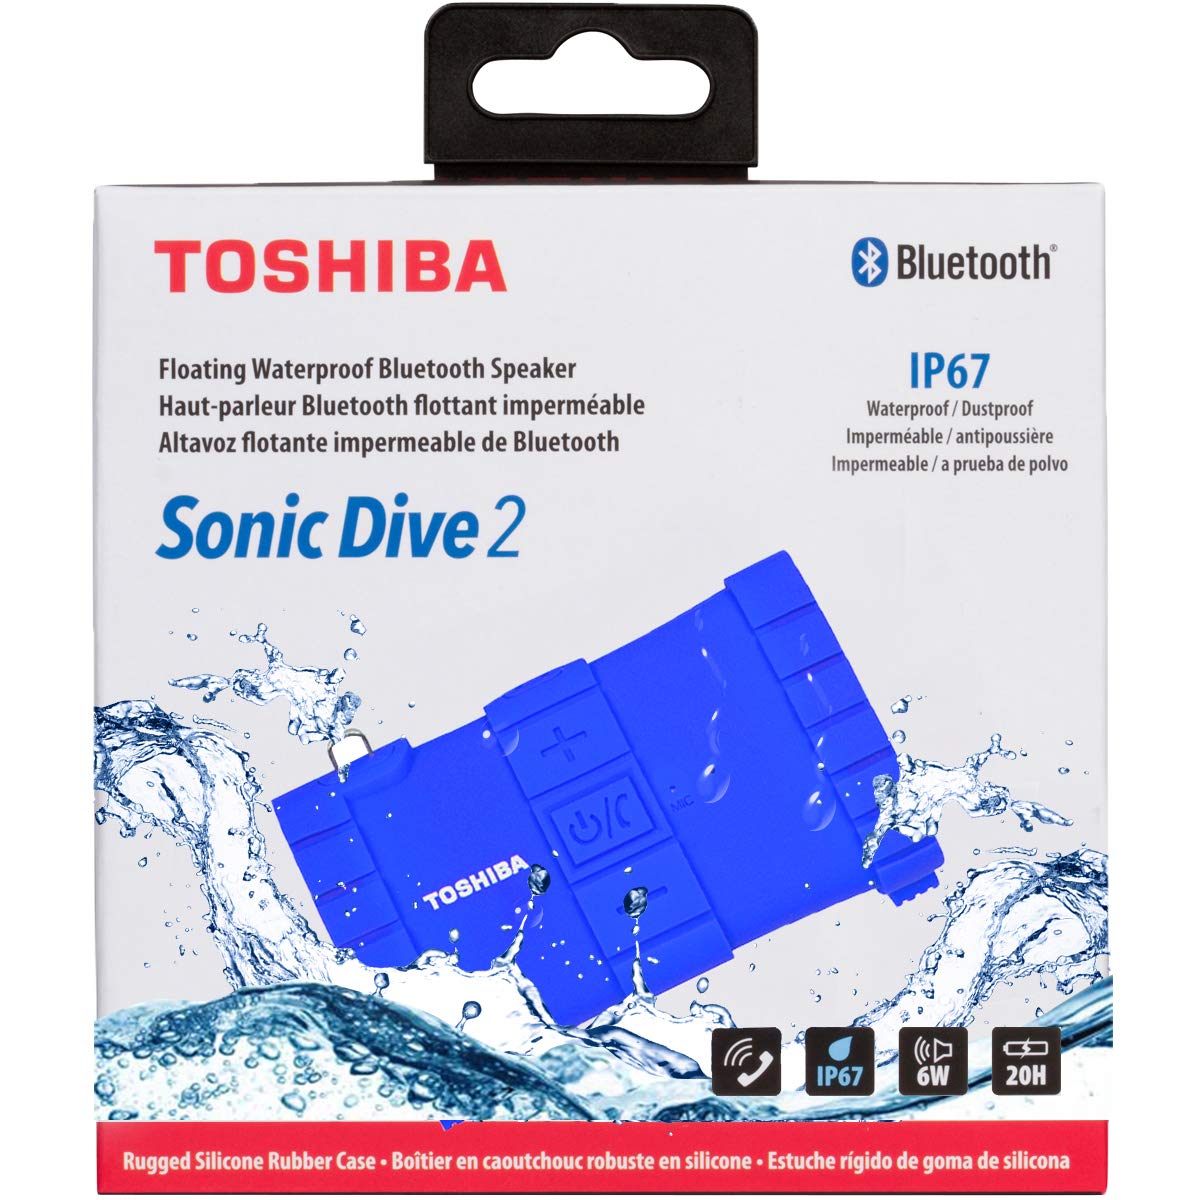 TOSHIBA
Bluetooth®
Floating Waterproof Bluetooth Speaker
Haut-parleur Bluetooth flottant imperméable
Altavoz flotante impermeable de Bluetooth
IP67
Waterproof / Dustproof
Imperméable / antipoussière
Impermeable / a prueba de polvo
Sonic Dive 2
MIC
TOSHIBA
IP67
6W
20H
Rugged Silicone Rubber Case • Boîtier en caoutchouc robuste en silicone • Estuche rígido de goma de silicona